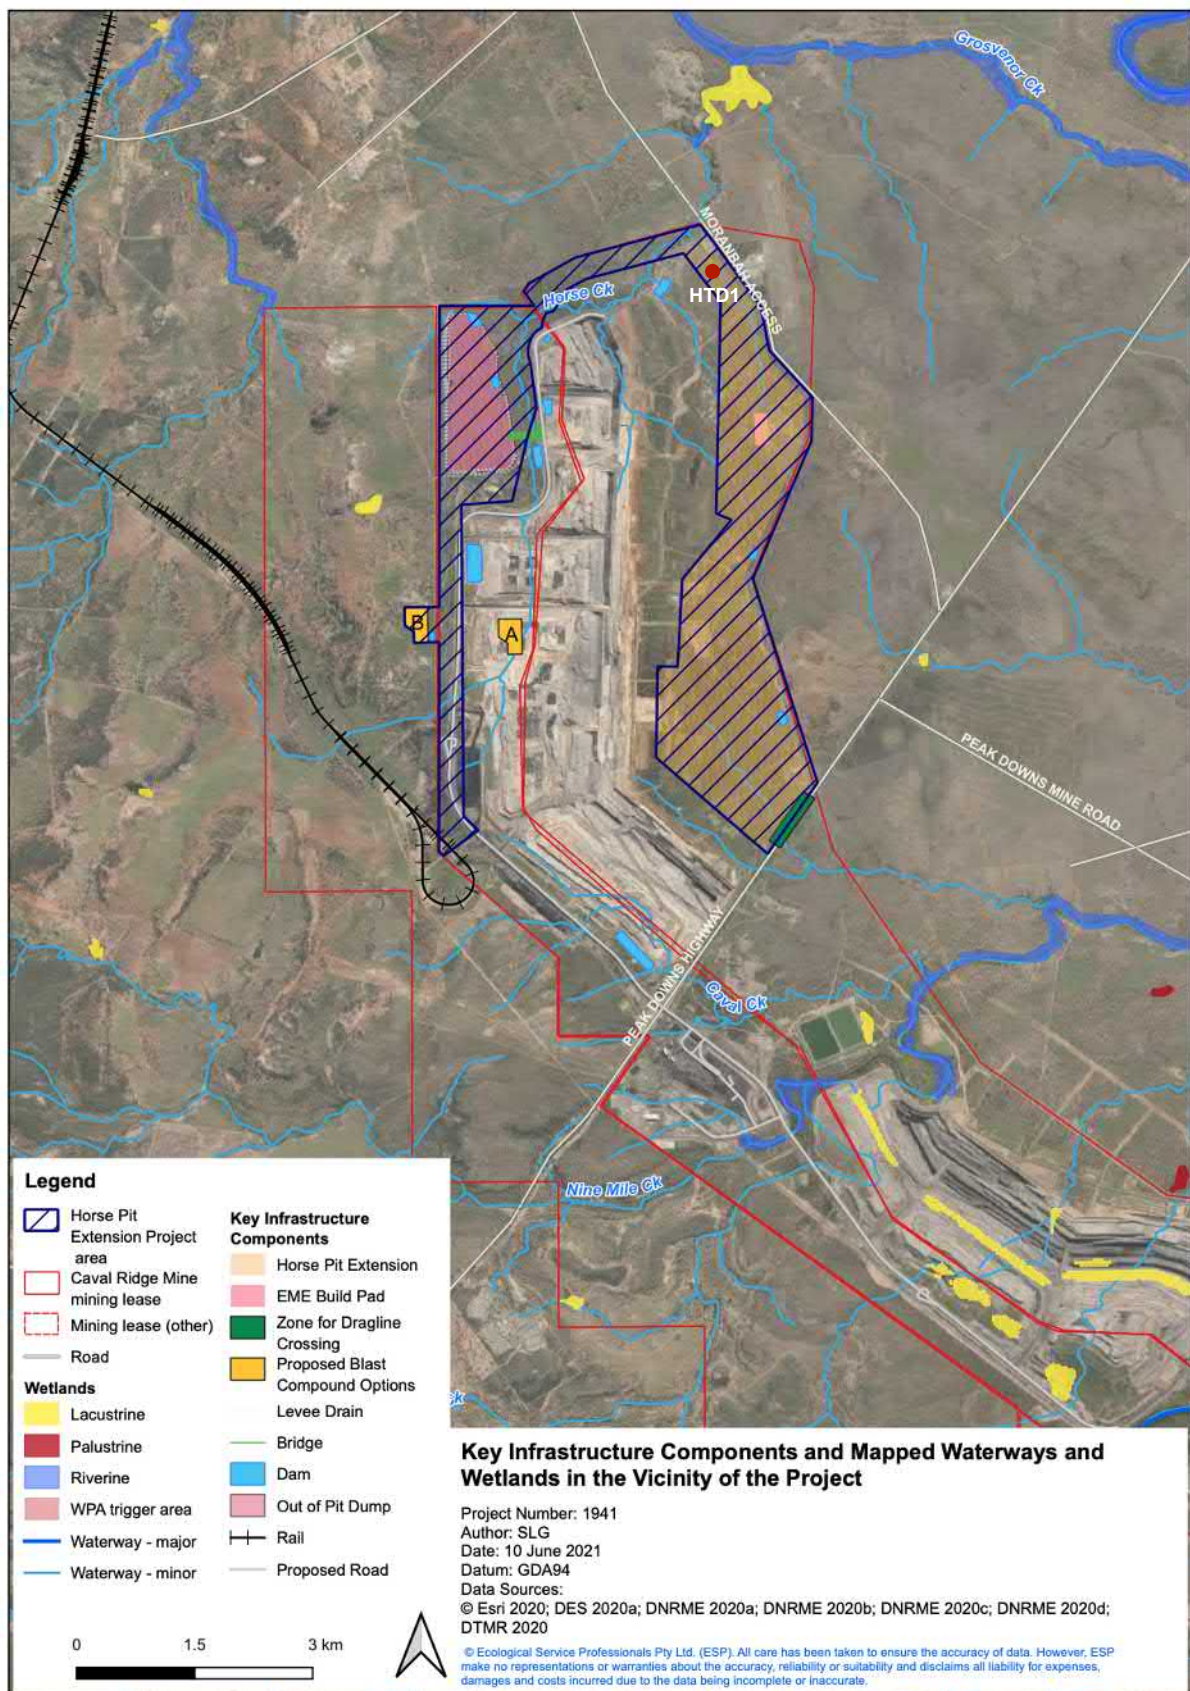 Grosvenor Ck
MORANBAH ACCESS
HTD1
Horse Ck
B
A
PEAK DOWNS MINE ROAD
PEAK DOWNS HIGHWAY
Caval Ck
Nine Mile Ck
Ck
Legend
Horse Pit
Extension Project
area
Caval Ridge Mine
mining lease
Mining lease (other)
Road
Wetlands
Lacustrine
Palustrine
Riverine
WPA trigger area
Waterway - major
Waterway - minor
Key Infrastructure
Components
Horse Pit Extension
EME Build Pad
Zone for Dragline
Crossing
Proposed Blast
Compound Options
Levee Drain
Bridge
Dam
Out of Pit Dump
Rail
Proposed Road
0 1.5 3 km
Key Infrastructure Components and Mapped Waterways and
Wetlands in the Vicinity of the Project
Project Number: 1941
Author: SLG
Date: 10 June 2021
Datum: GDA94
Data Sources:
© Esri 2020; DES 2020a; DNRME 2020a; DNRME 2020b; DNRME 2020c; DNRME 2020d;
DTMR 2020
© Ecological Service Professionals Pty Ltd. (ESP). All care has been taken to ensure the accuracy of data. However, ESP
make no representations or warranties about the accuracy, reliability or suitability and disclaims all liability for expenses,
damages and costs incurred due to the data being incomplete or inaccurate.